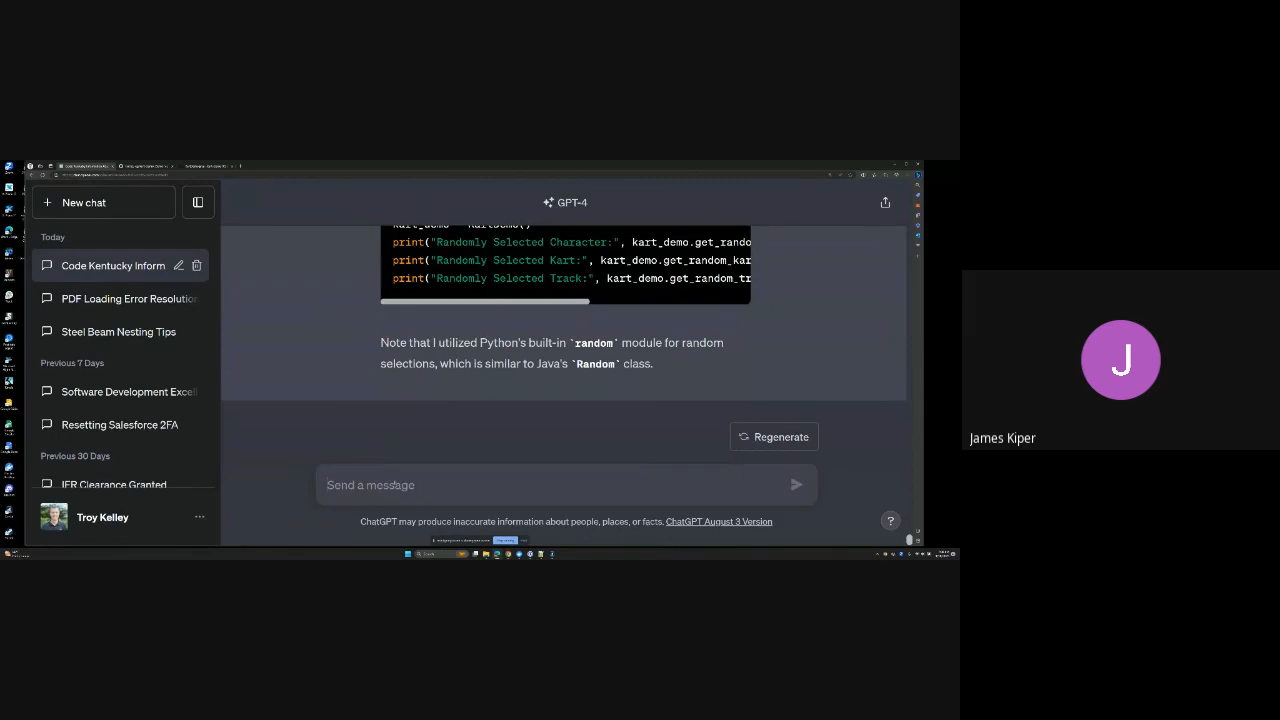 New chat
GPT-4
Today
Code Kentucky Inform
PDF Loading Error Resolution
Steel Beam Nesting Tips
Previous 7 Days
Software Development Excell
Resetting Salesforce 2FA
Previous 30 Days
IFR Clearance Granted
Troy Kelley
kart_demo = KartDemo()
print("Randomly Selected Character:", kart_demo.get_rando
print("Randomly Selected Kart:", kart_demo.get_random_kar
print("Randomly Selected Track:", kart_demo.get_random_tr
Note that I utilized Python's built-in `random` module for random
selections, which is similar to Java's `Random` class.
Regenerate
Send a message
ChatGPT may produce inaccurate information about people, places, or facts. ChatGPT August 3 Version
?
J
James Kiper